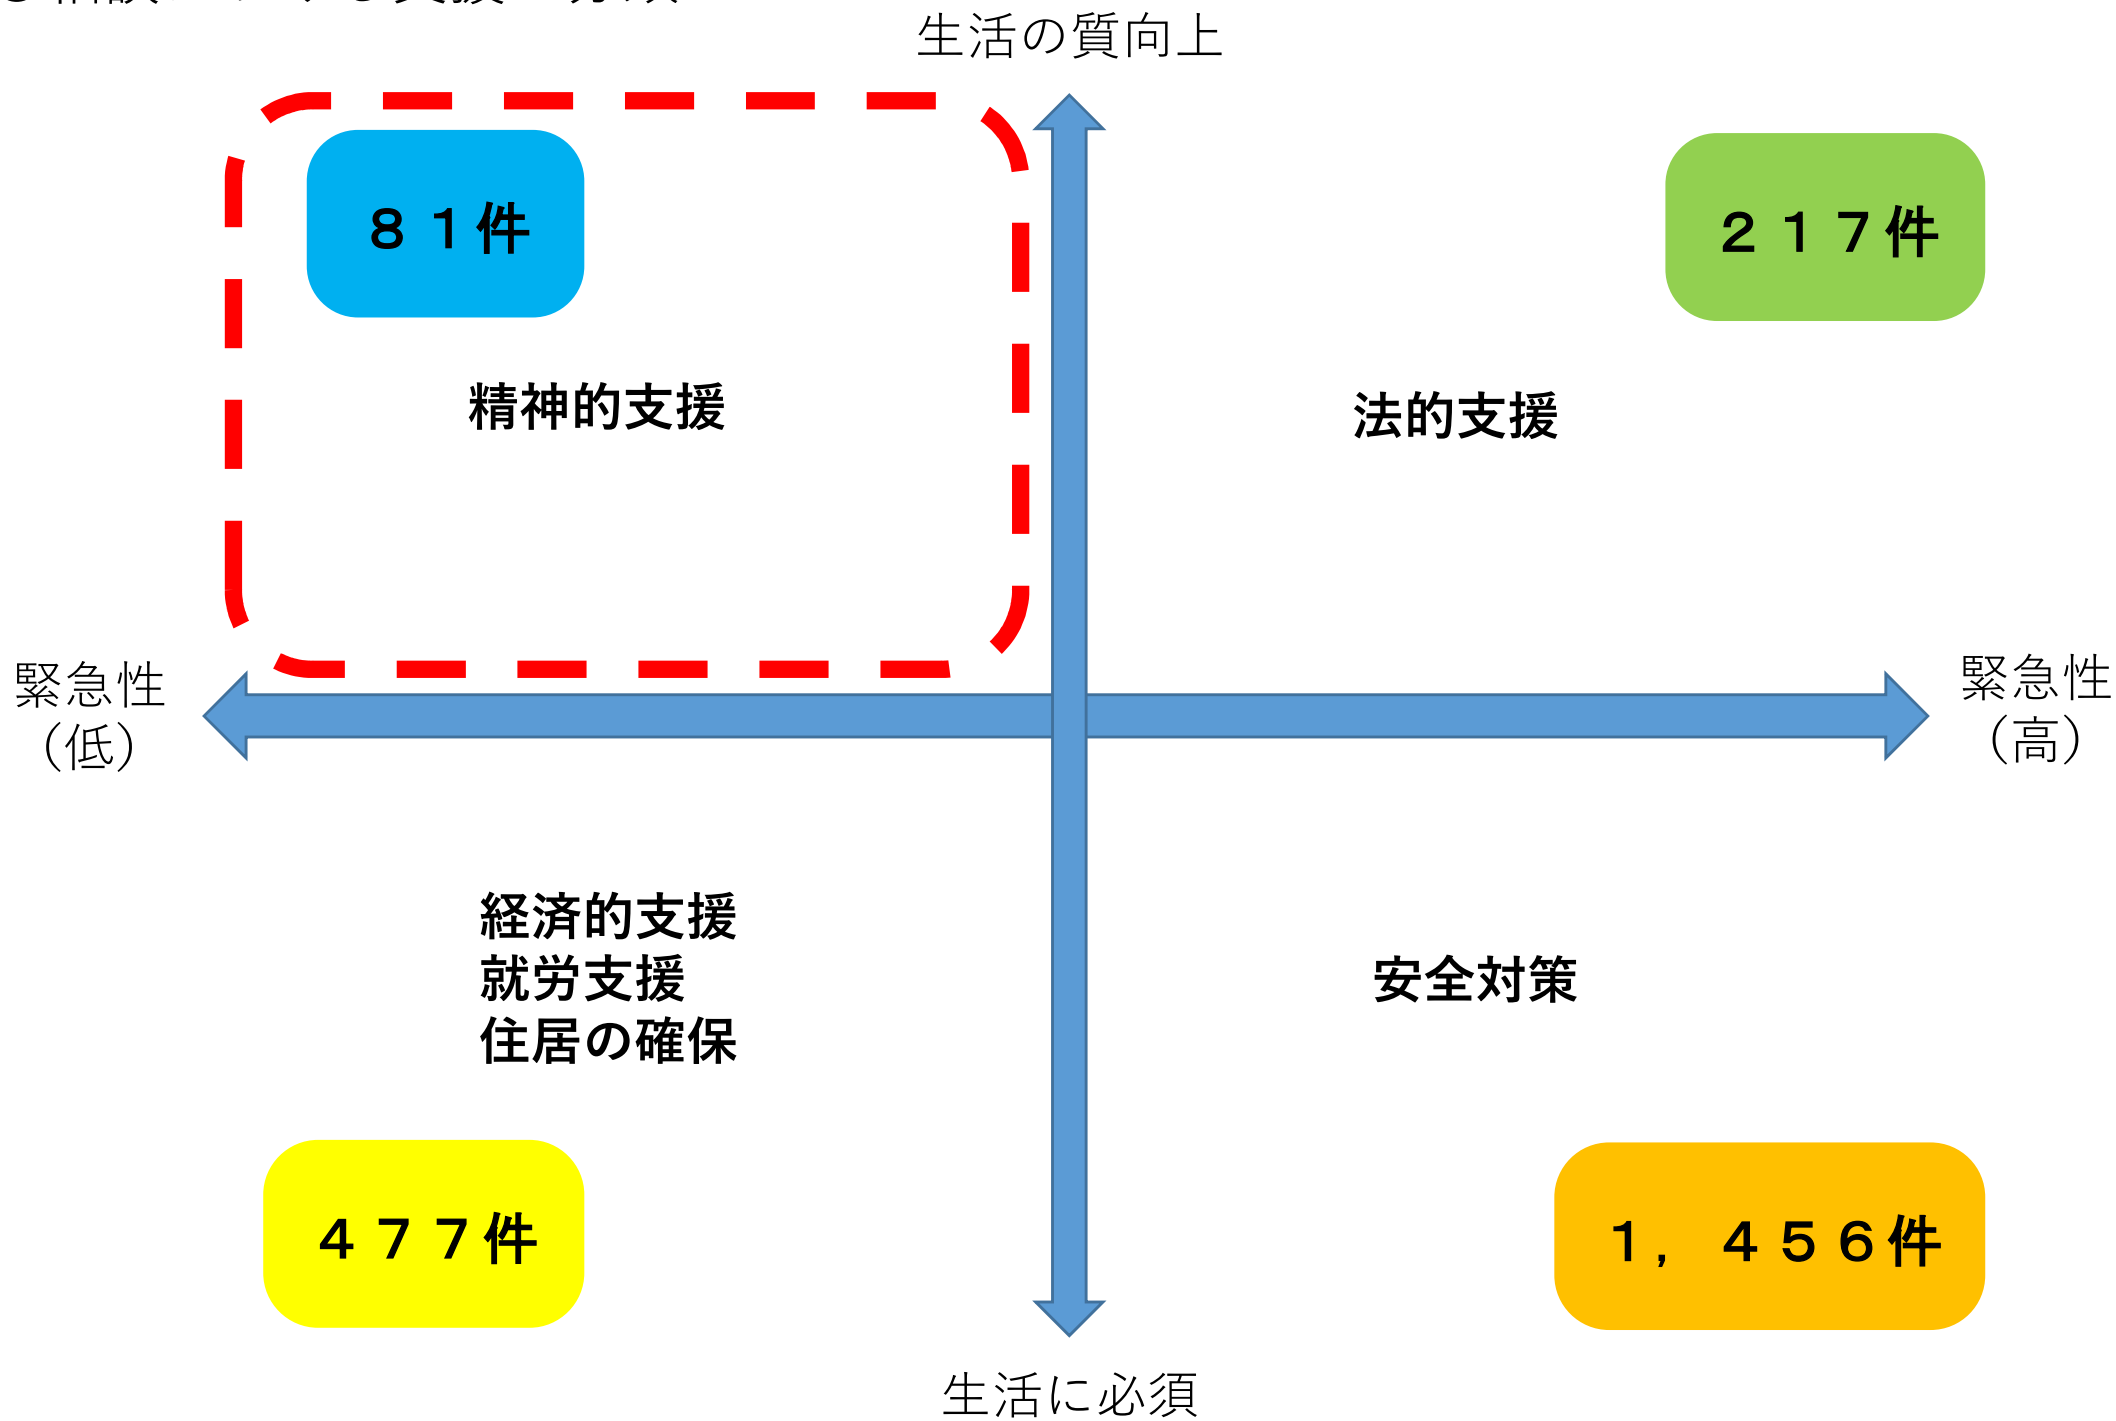 生活の質向上
８１件
２１７件
精神的支援
法的支援
緊急性
（低）
緊急性
（高）
経済的支援
就労支援
住居の確保
安全対策
４７７件
１，４５６件
生活に必須